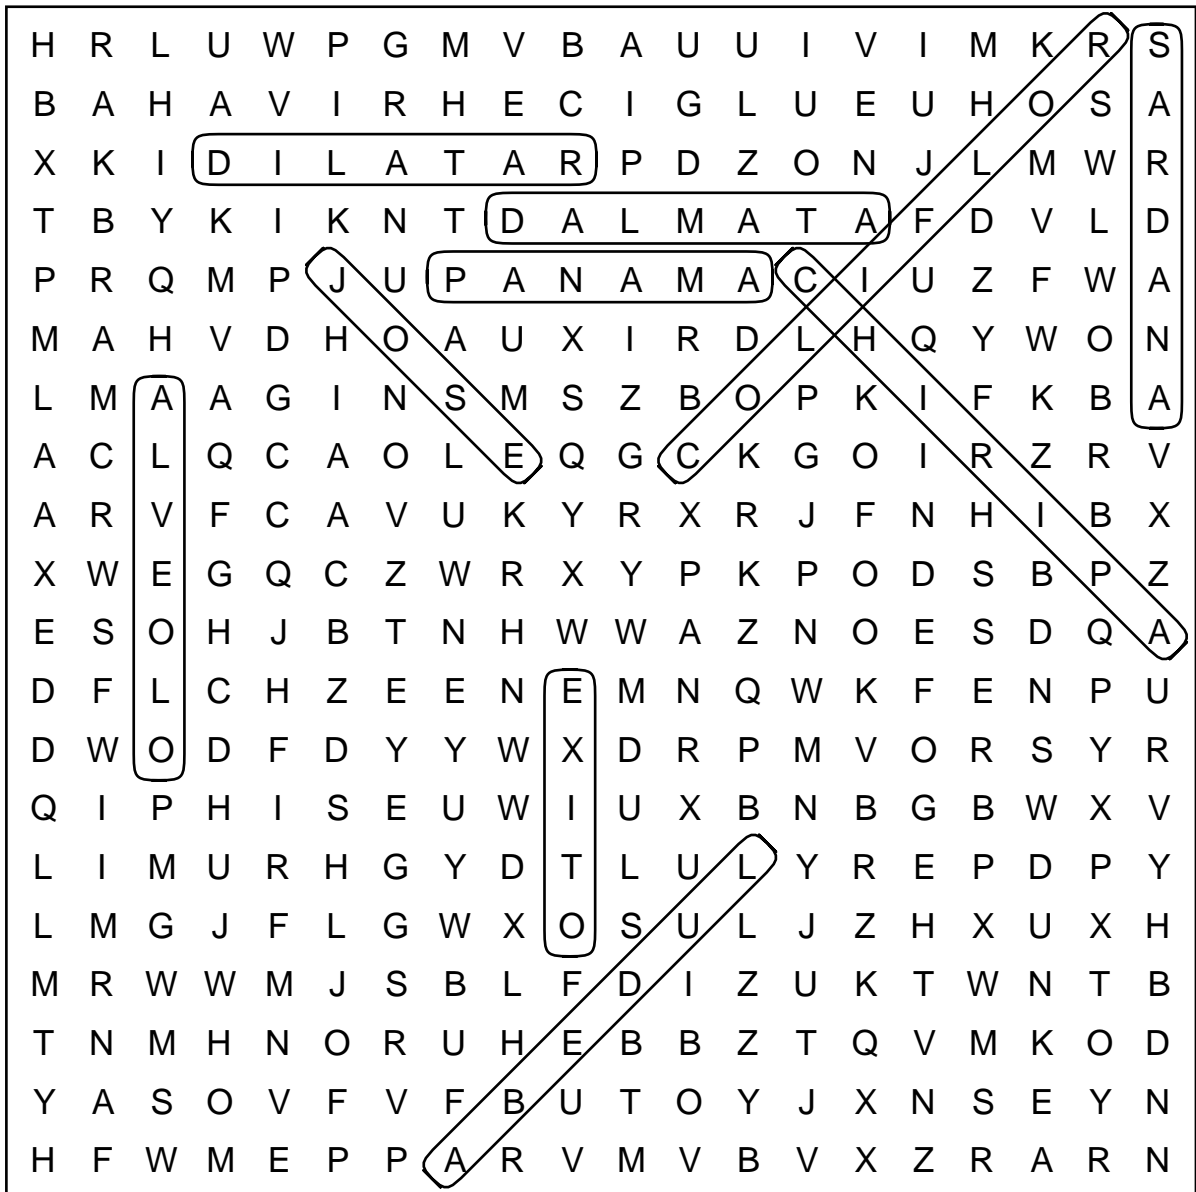 H R L U W P G M V B A U U I V I M K R S
B A H A V I R H E C I G L U E U H O S A
X K I D I L A T A R P D Z O N J L M W R
T B Y K I K N T D A L M A T A F D V L D
P R Q M P J U P A N A M A C I U Z F W A
M A H V D H O A U X I R D L H Q Y W O N
L M A A G I N S M S Z B O P K I F K B A
A C L Q C A O L E Q G C K G O I R Z R V
A R V F C A V U K Y R X R J F N H I B X
X W E G Q C Z W R X Y P K P O D S B P Z
E S O H J B T N H W W A Z N O E S D Q A
D F L C H Z E E N E M N Q W K F E N P U
D W O D F D Y Y W X D R P M V O R S Y R
Q I P H I S E U W I U X B N B G B W X V
L I M U R H G Y D T L U L Y R E P D P Y
L M G J F L G W X O S U L J Z H X U X H
M R W W M J S B L F D I Z U K T W N T B
T N M H N O R U H E B B Z T Q V M K O D
Y A S O V F V F B U T O Y J X N S E Y N
H F W M E P P A R V M V B V X Z R A R N